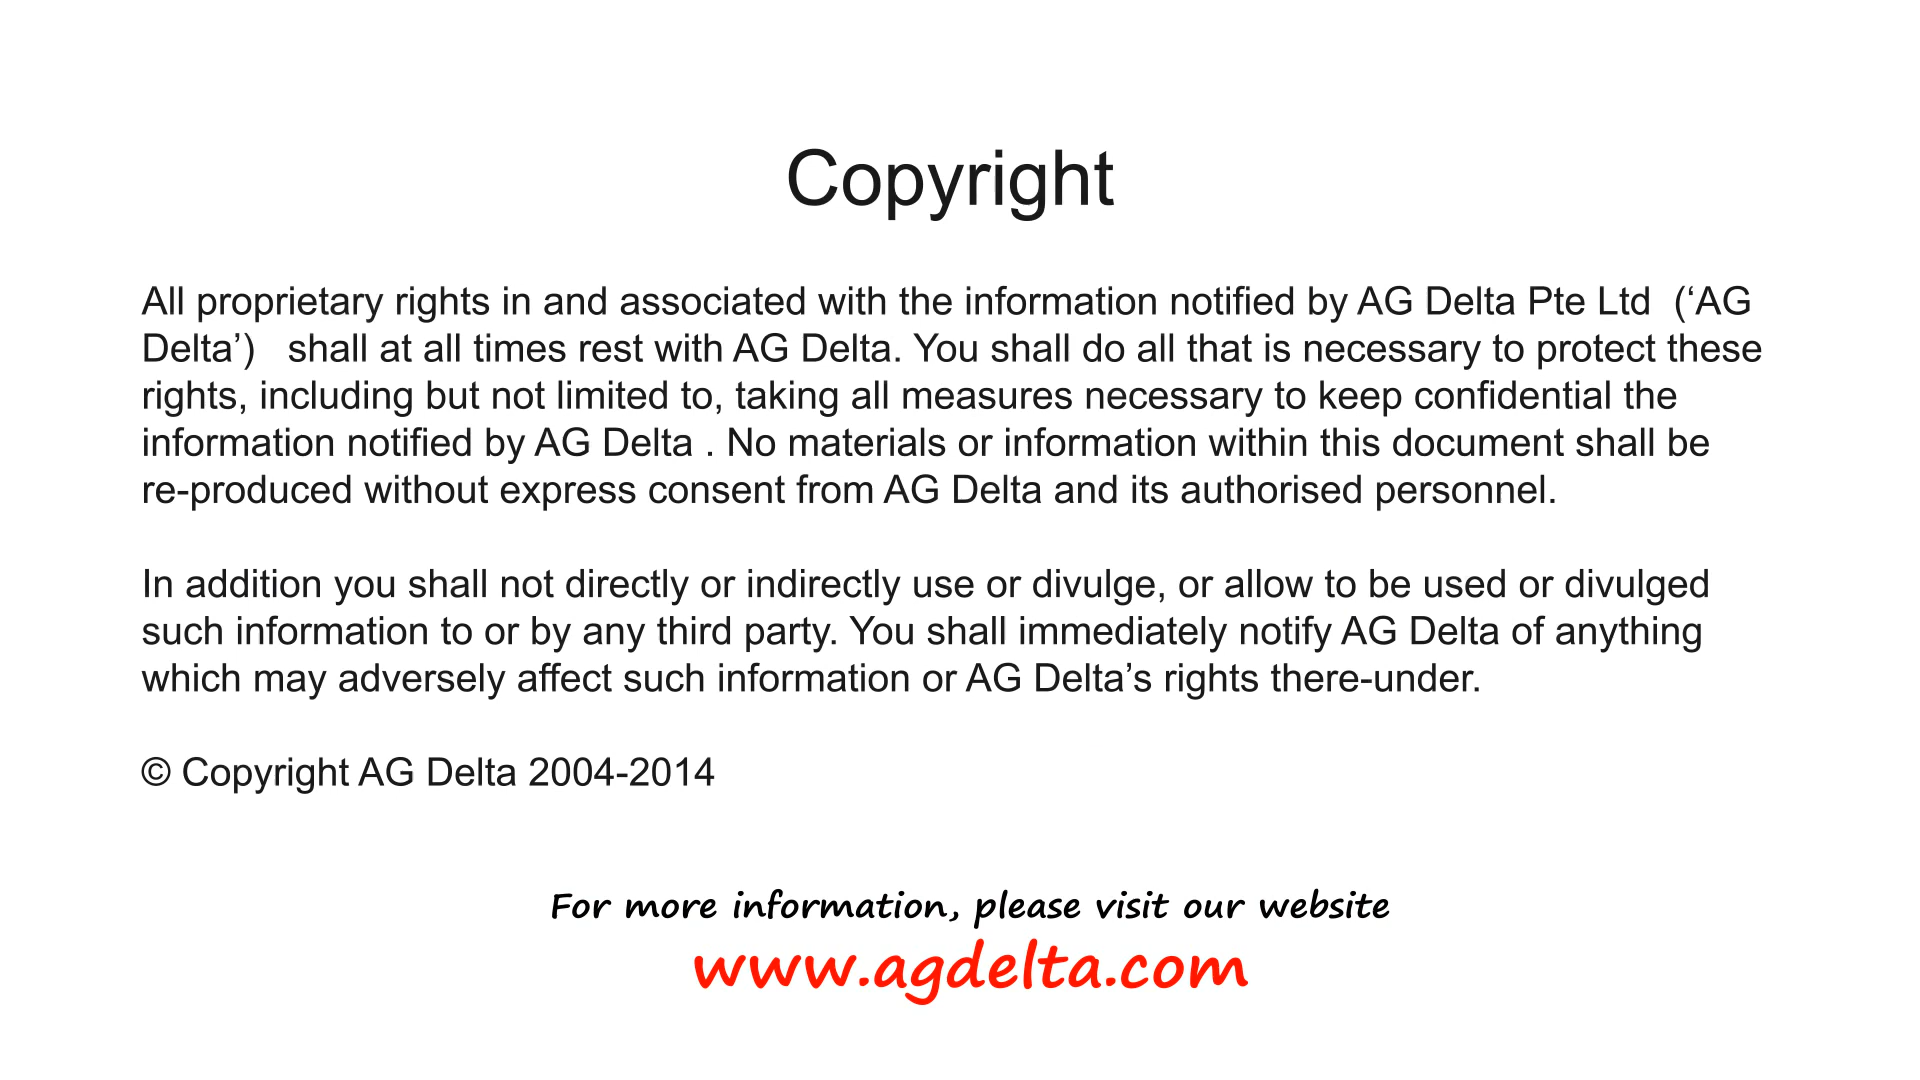 Copyright
All proprietary rights in and associated with the information notified by AG Delta Pte Ltd  (‘AG
Delta’)   shall at all times rest with AG Delta. You shall do all that is necessary to protect these
rights, including but not limited to, taking all measures necessary to keep confidential the
information notified by AG Delta . No materials or information within this document shall be
re-produced without express consent from AG Delta and its authorised personnel.
In addition you shall not directly or indirectly use or divulge, or allow to be used or divulged
such information to or by any third party. You shall immediately notify AG Delta of anything
which may adversely affect such information or AG Delta’s rights there-under.
© Copyright AG Delta 2004-2014
For more information, please visit our website
www.agdelta.com